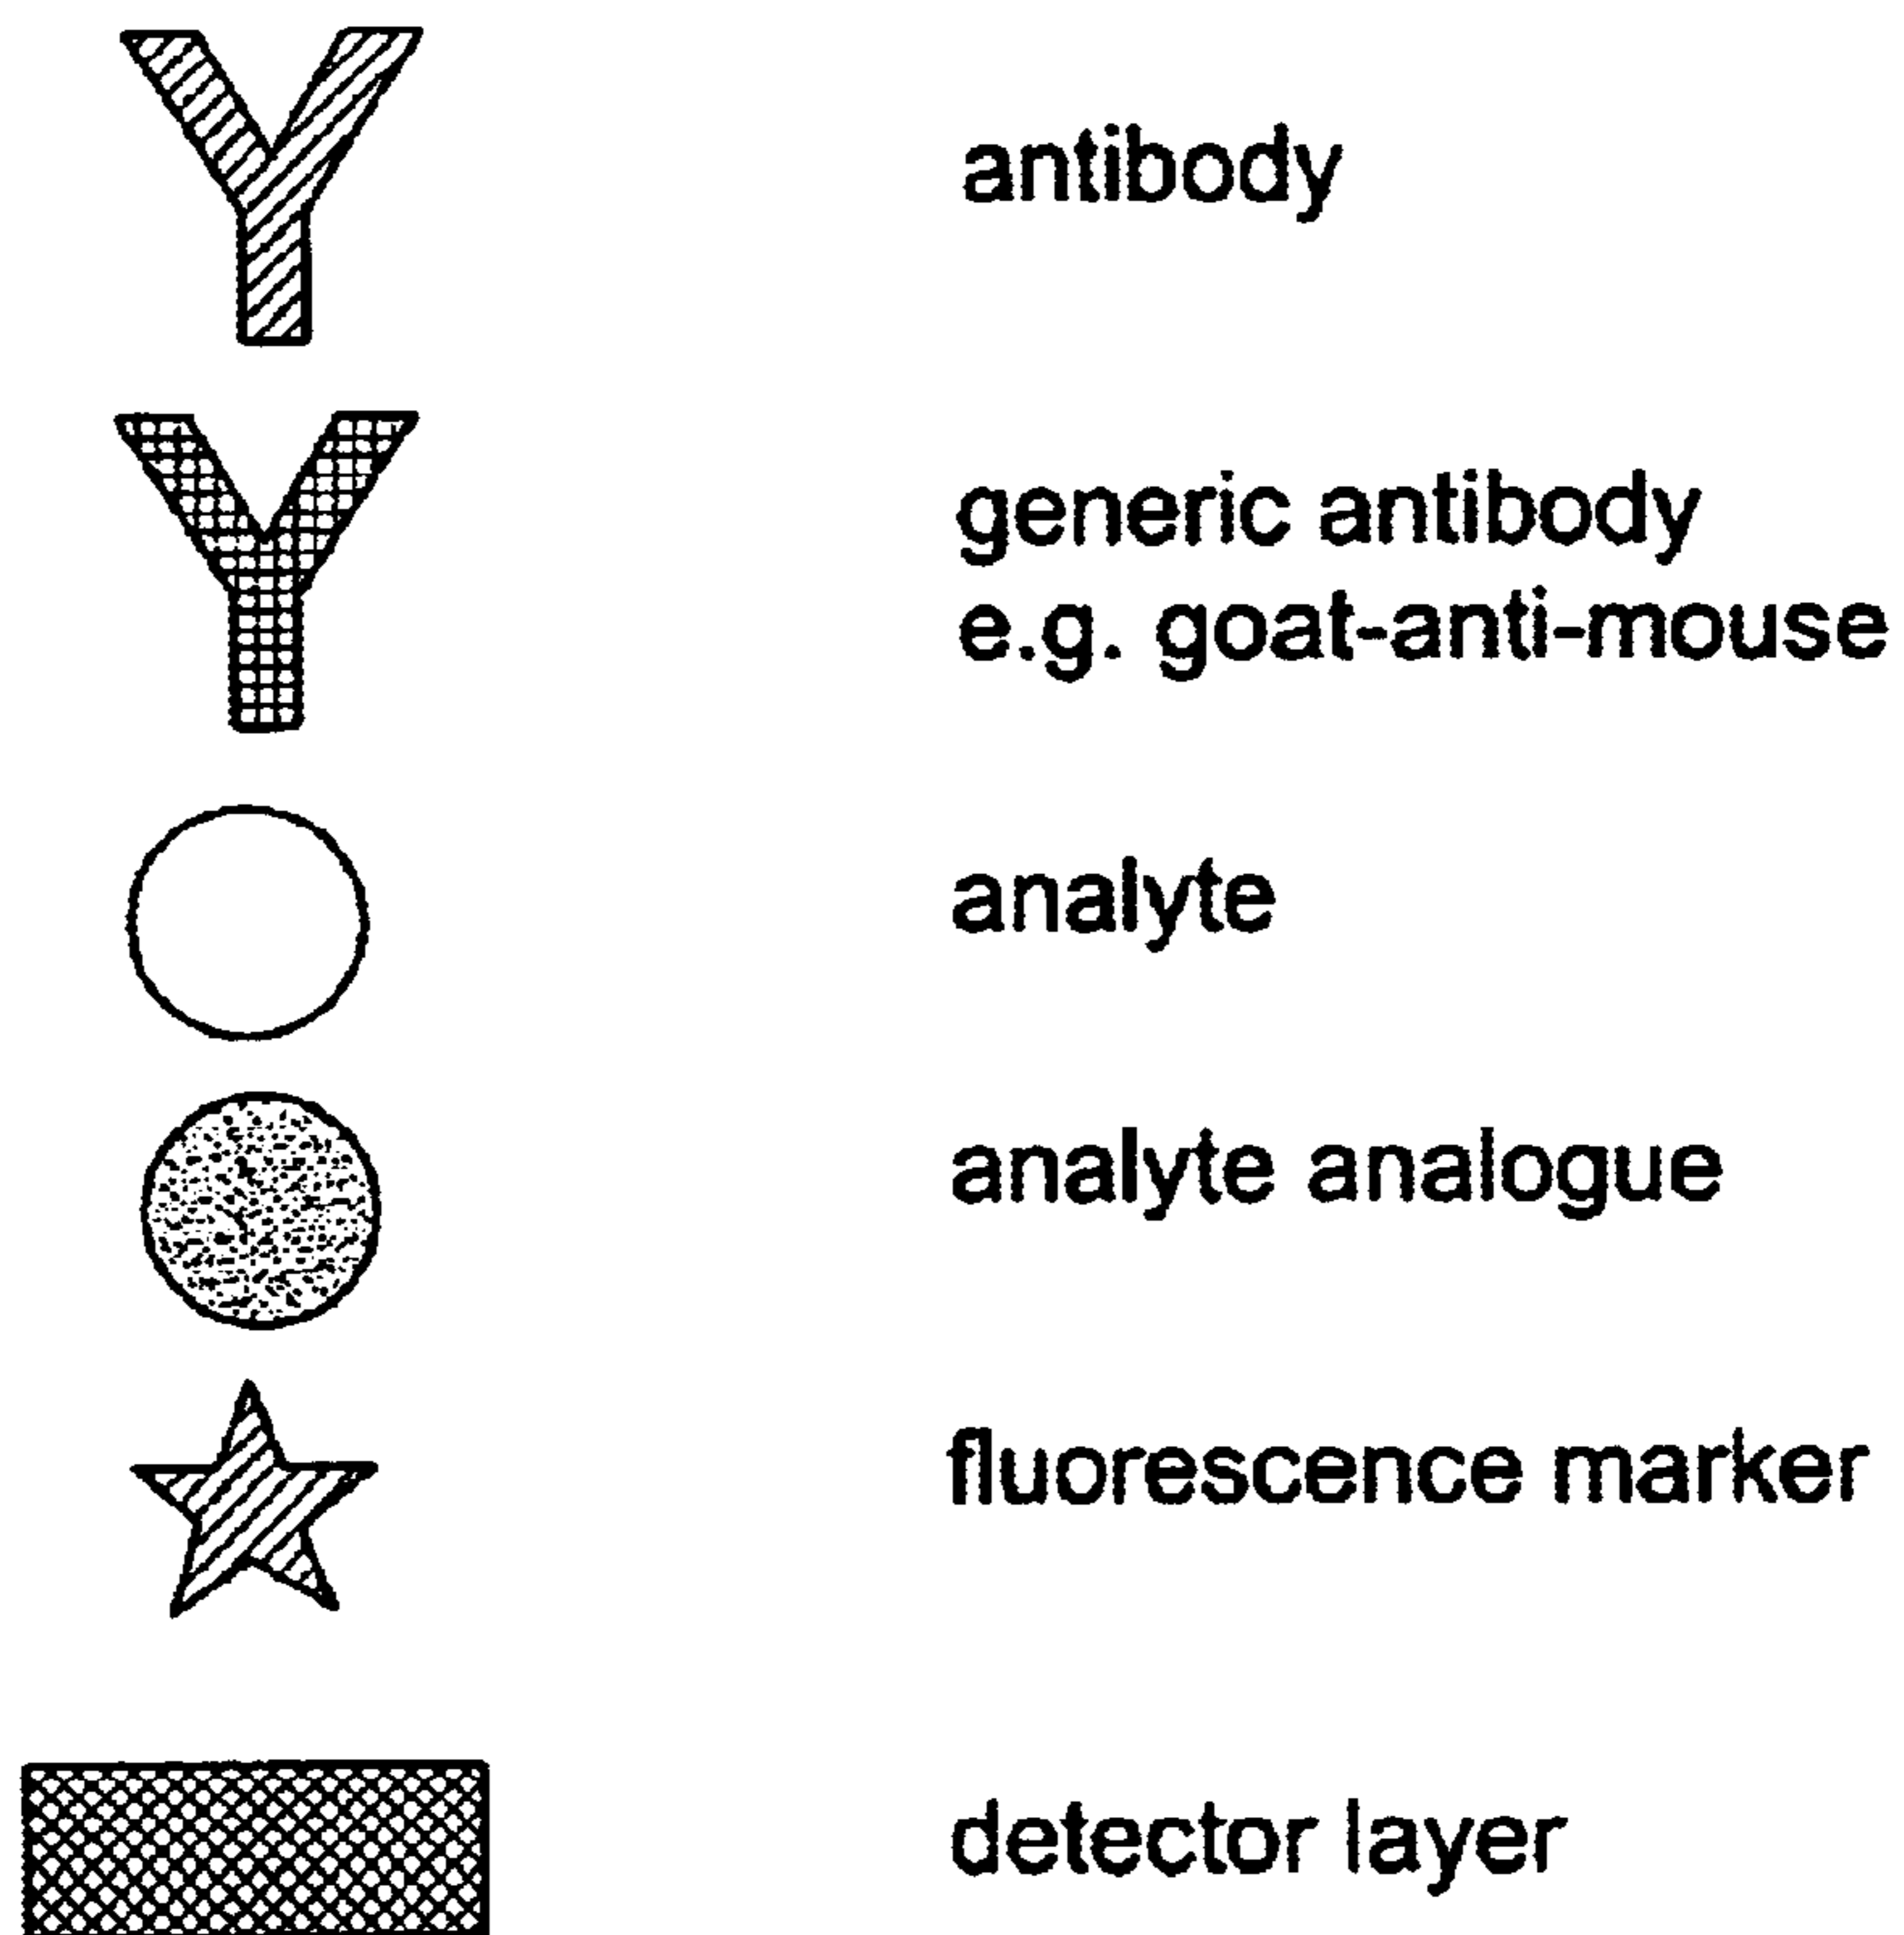 antibody
generic antibody
e.g. goat-anti-mouse
analyte
analyte analogue
fluorescence marker
detector layer